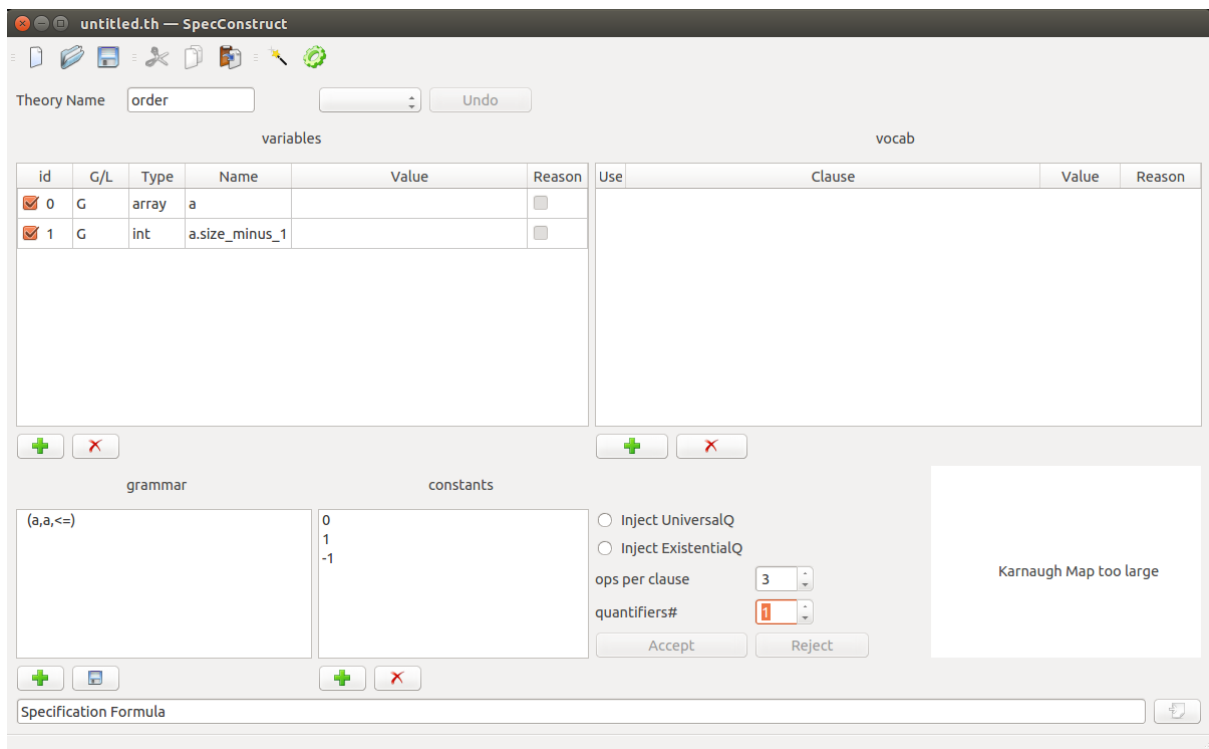 untitled.th — SpecConstruct
Theory Name order Undo
variables
id G/L Type Name Value Reason
0 G array a
1 G int a.size_minus_1
vocab
Use Clause Value Reason
grammar
(a,a,<=)
constants
0
1
-1
Inject UniversalQ
Inject ExistentialQ
ops per clause 3
quantifiers# 1
Accept Reject
Karnaugh Map too large
Specification Formula